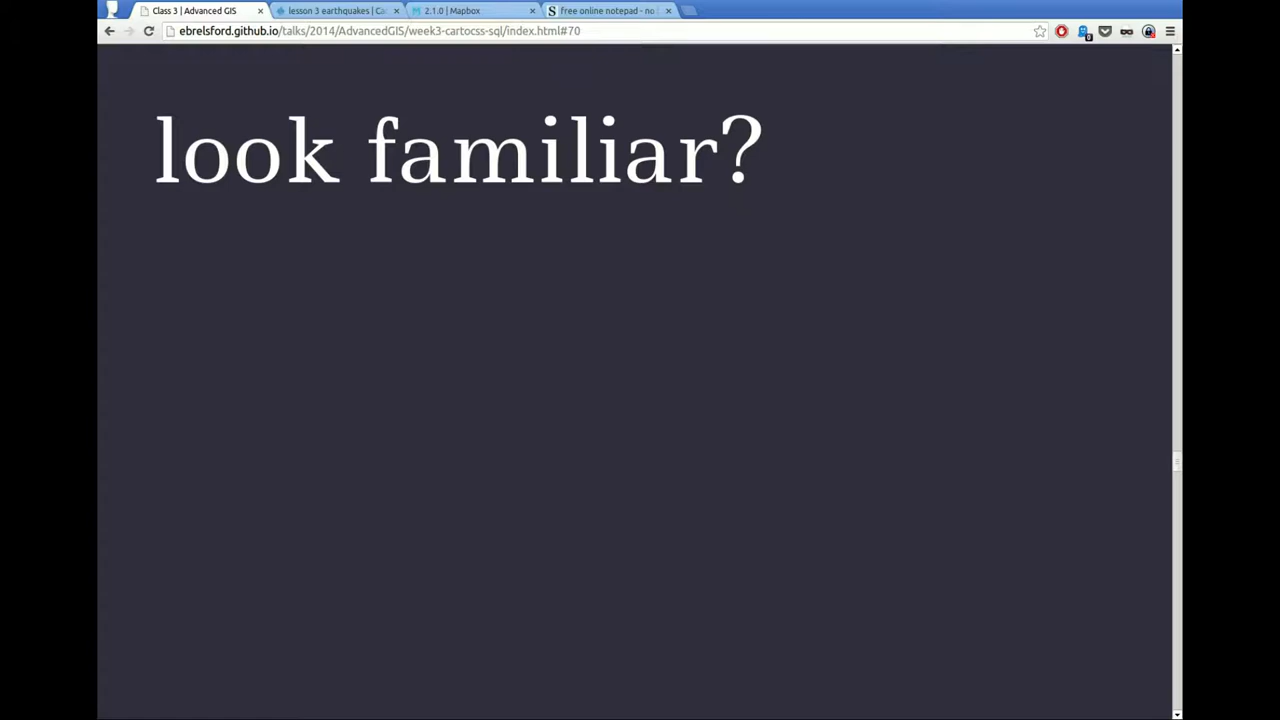 Class 3 | Advanced GIS
lesson 3 earthquakes | Ca
2.1.0 | Mapbox
free online notepad - no
ebrelsford.github.io/talks/2014/AdvancedGIS/week3-cartocss-sql/index.html#70
look familiar?